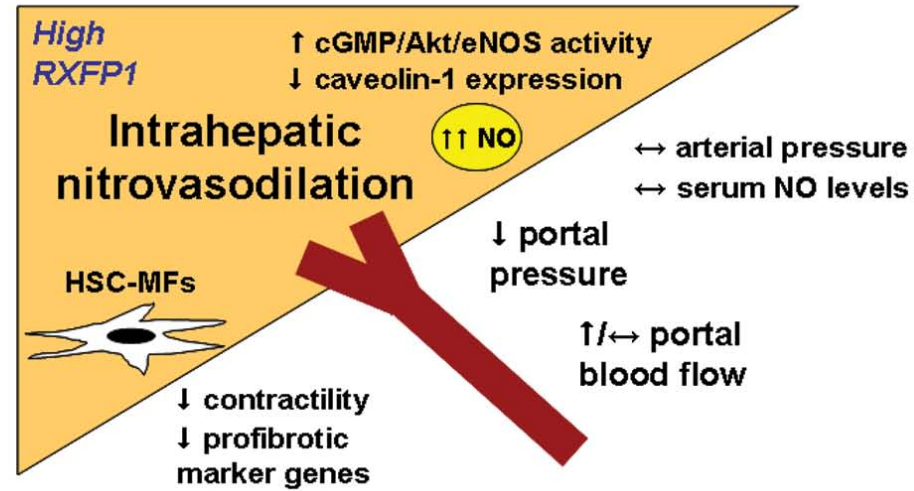 High
RXFP1
↑ cGMP/Akt/eNOS activity
↓ caveolin-1 expression
Intrahepatic
nitrovasodilation
↑↑ NO
↔ arterial pressure
↔ serum NO levels
↓ portal
pressure
HSC-MFs
↑/↔ portal
blood flow
↓ contractility
↓ profibrotic
marker genes